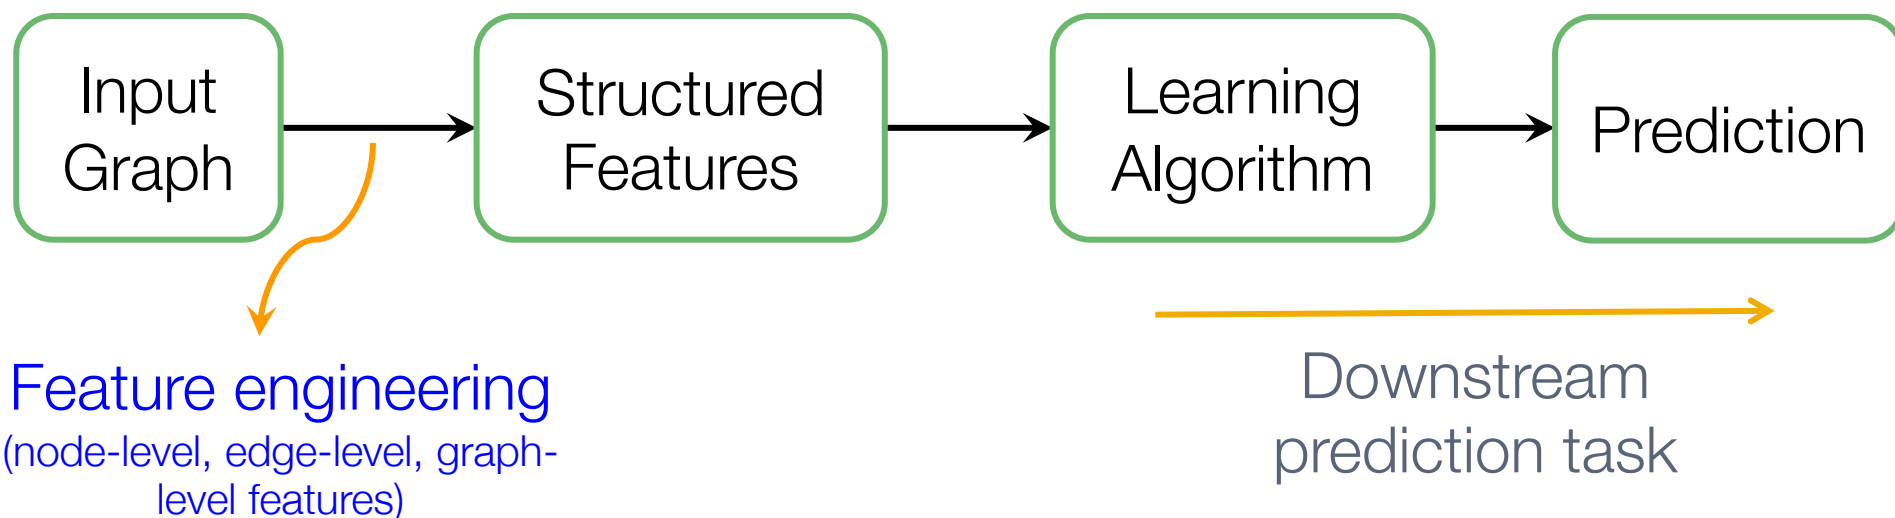 Input
Graph
Structured
Features
Learning
Algorithm
Prediction
Feature engineering
(node-level, edge-level, graph-
level features)
Downstream
prediction task